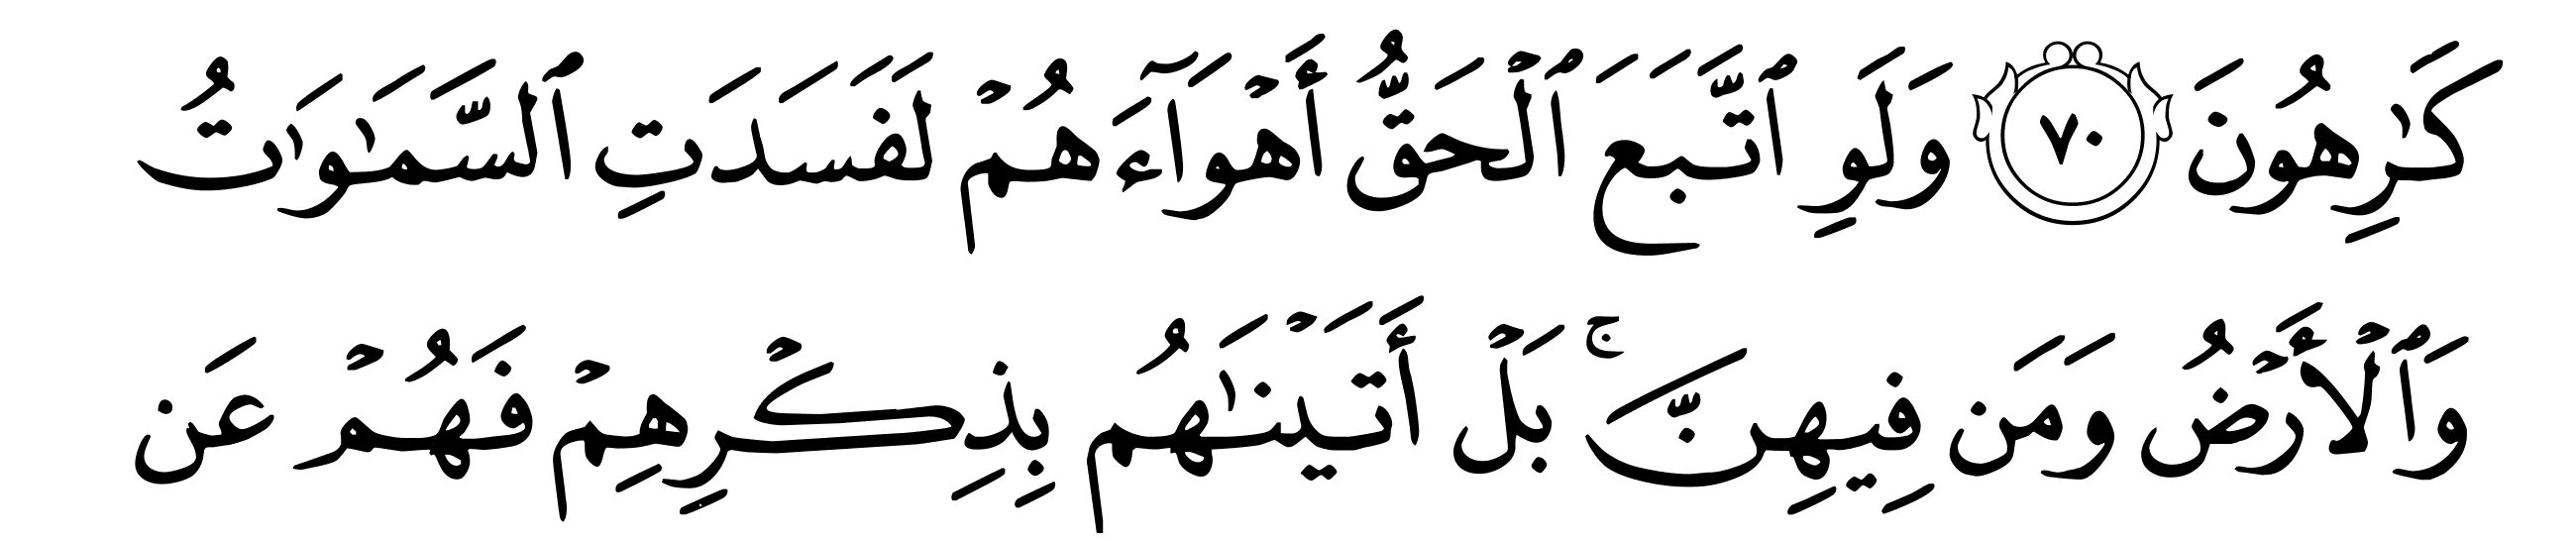 كَٰرِهُونَ ٧٠ وَلَوِ ٱتَّبَعَ ٱلْحَقُّ أَهْوَآءَهُمْ لَفَسَدَتِ ٱلسَّمَٰوَٰتُ
وَٱلْأَرْضُ وَمَن فِيهِنَّ ۚ بَلْ أَتَيْنَٰهُم بِذِكْرِهِمْ فَهُمْ عَن